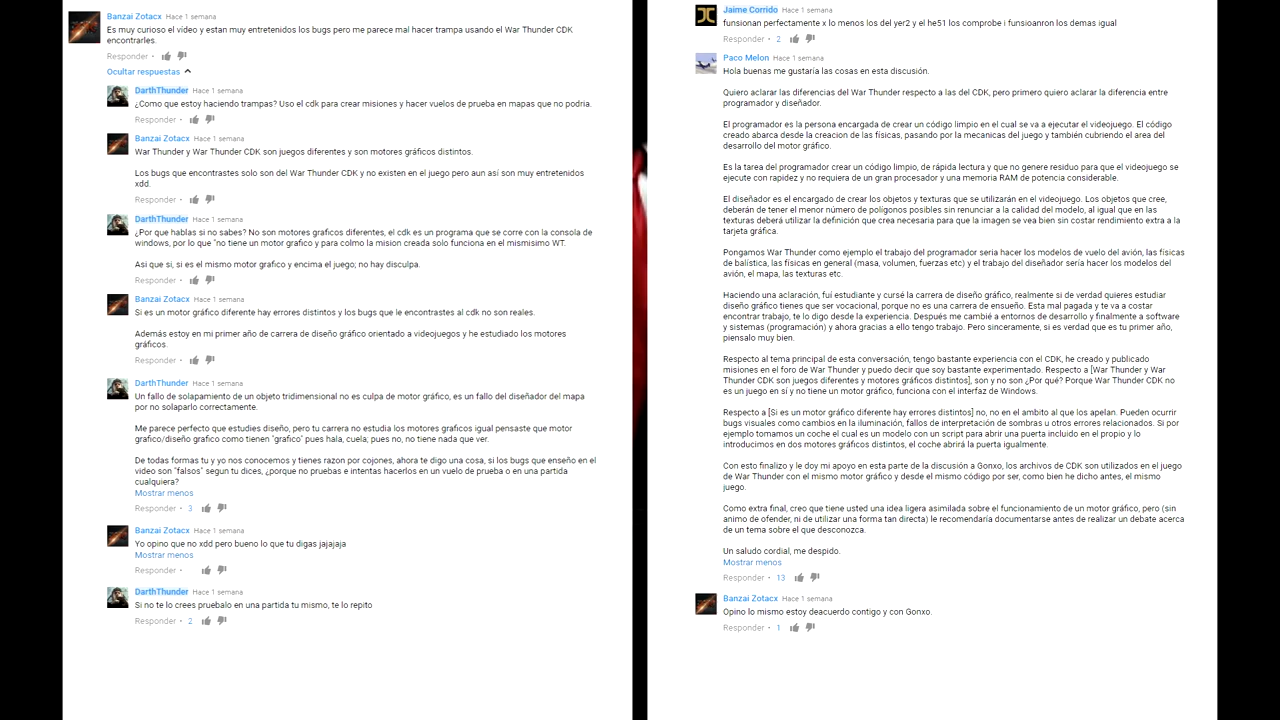 Banzai Zotacx Hace 1 semana
Es muy curioso el vídeo y estan muy entretenidos los bugs pero me parece mal hacer trampa usando el War Thunder CDK
encontrarles.
Responder •
Ocultar respuestas
DarthThunder Hace 1 semana
¿Como que estoy haciendo trampas? Uso el cdk para crear misiones y hacer vuelos de prueba en mapas que no podria.
Responder •
Banzai Zotacx Hace 1 semana
War Thunder y War Thunder CDK son juegos diferentes y son motores gráficos distintos.
Los bugs que encontrastes solo son del War Thunder CDK y no existen en el juego pero aun así son muy entretenidos
xdd.
Responder •
DarthThunder Hace 1 semana
¿Por que hablas si no sabes? No son motores graficos diferentes, el cdk es un programa que se corre con la consola de
windows, por lo que "no tiene un motor grafico y para colmo la mision creada solo funciona en el mismisimo WT.
Asi que si, si es el mismo motor grafico y encima el juego; no hay disculpa.
Responder •
Banzai Zotacx Hace 1 semana
Si es un motor gráfico diferente hay errores distintos y los bugs que le encontrastes al cdk no son reales.
Además estoy en mi primer año de carrera de diseño gráfico orientado a videojuegos y he estudiado los motores
gráficos.
Responder •
DarthThunder Hace 1 semana
Un fallo de solapamiento de un objeto tridimensional no es culpa de motor gráfico, es un fallo del diseñador del mapa
por no solaparlo correctamente.
Me parece perfecto que estudies diseño, pero tu carrera no estudia los motores gráficos igual pensaste que motor
grafico/diseño grafico como tienen "grafico" pues hala, cuela; pues no, no tiene nada que ver.
De todas formas tu y yo nos conocemos y tienes razon por cojones, ahora te digo una cosa, si los bugs que enseño en el
video son "falsos" segun tu dices, ¿porque no pruebas e intentas hacerlos en un vuelo de prueba o en una partida
cualquiera?
Mostrar menos
Responder • 3
Banzai Zotacx Hace 1 semana
Yo opino que no xdd pero bueno lo que tu digas jajajaja
Mostrar menos
Responder •
DarthThunder Hace 1 semana
Si no te lo crees pruebalo en una partida tu mismo, te lo repito
Responder • 2
Jaime Corrido Hace 1 semana
funsionan perfectamente x lo menos los del yer2 y el he51 los comprobe i funsioanron los demas igual
Responder • 2
Paco Melon Hace 1 semana
Hola buenas me gustaría las cosas en esta discusión.
Quiero aclarar las diferencias del War Thunder respecto a las del CDK, pero primero quiero aclarar la diferencia entre
programador y diseñador.
El programador es la persona encargada de crear un código limpio en el cual se va a ejecutar el videojuego. El código
creado abarca desde la creacion de las físicas, pasando por la mecanicas del juego y también cubriendo el area del
desarrollo del motor gráfico.
Es la tarea del programador crear un código limpio, de rápida lectura y que no genere residuo para que el videojuego se
ejecute con rapidez y no requiera de un gran procesador y una memoria RAM de potencia considerable.
El diseñador es el encargado de crear los objetos y texturas que se utilizarán en el videojuego. Los objetos que cree,
deberán de tener el menor número de polígonos posibles sin renunciar a la calidad del modelo, al igual que en las
texturas deberá utilizar la definición que crea necesaria para que la imagen se vea bien sin costar rendimiento extra a la
tarjeta gráfica.
Pongamos War Thunder como ejemplo el trabajo del programador seria hacer los modelos de vuelo del avión, las físicas
de balística, las físicas en general (masa, volumen, fuerzas etc) y el trabajo del diseñador sería hacer los modelos del
avión, el mapa, las texturas etc.
Haciendo una aclaración, fuí estudiante y cursé la carrera de diseño gráfico, realmente si de verdad quieres estudiar
diseño gráfico tienes que ser vocacional, porque no es una carrera de ensueño. Esta mal pagada y te va a costar
encontrar trabajo, te lo digo desde la experiencia. Después me cambié a entornos de desarrollo y finalmente a software
y sistemas (programación) y ahora gracias a ello tengo trabajo. Pero sinceramente, si es verdad que es tu primer año,
piensalo muy bien.
Respecto al tema principal de esta conversación, tengo bastante experiencia con el CDK, he creado y publicado
misiones en el foro de War Thunder y puedo decir que soy bastante experimentado. Respecto a [War Thunder y War
Thunder CDK son juegos diferentes y motores gráficos distintos], son y no son ¿Por qué? Porque War Thunder CDK no
es un juego en sí y no tiene un motor gráfico, funciona con el interfaz de Windows.
Respecto a [Si es un motor gráfico diferente hay errores distintos] no, no en el ambito al que los apelan. Pueden ocurrir
bugs visuales como cambios en la iluminación, fallos de interpretación de sombras u otros errores relacionados. Si por
ejemplo tomamos un coche el cual es un modelo con un script para abrir una puerta incluido en el propio y lo
introducimos en dos motores gráficos distintos, el coche abrirá la puerta igualmente.
Con esto finalizo y le doy mi apoyo en esta parte de la discusión a Gonxo, los archivos de CDK son utilizados en el juego
de War Thunder con el mismo motor gráfico y desde el mismo código por ser, como bien he dicho antes, el mismo
juego.
Como extra final, creo que tiene usted una idea ligera asimilada sobre el funcionamiento de un motor gráfico, pero (sin
animo de ofender, ni de utilizar una forma tan directa) le recomendaría documentarse antes de realizar un debate acerca
de un tema sobre el que desconozca.
Un saludo cordial, me despido.
Mostrar menos
Responder • 13
Banzai Zotacx Hace 1 semana
Opino lo mismo estoy deacuerdo contigo y con Gonxo.
Responder • 1